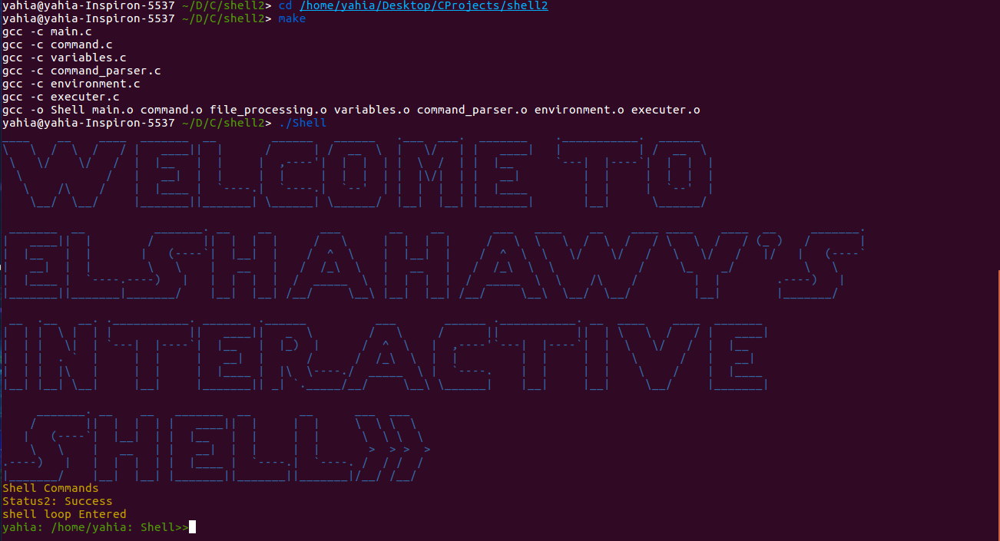 yahia@yahia-Inspiron-5537 ~/D/C/shell2> cd /home/yahia/Desktop/CProjects/shell2
yahia@yahia-Inspiron-5537 ~/D/C/shell2> make
gcc -c main.c
gcc -c command.c
gcc -c variables.c
gcc -c command_parser.c
gcc -c environment.c
gcc -c executer.c
gcc -o Shell main.o command.o file_processing.o variables.o command_parser.o environment.o executer.o
yahia@yahia-Inspiron-5537 ~/D/C/shell2> ./Shell
WELCOME TO
ELSHAHAWY'S
INTERACTIVE
SHELL>>
Shell Commands
Status2: Success
shell loop Entered
yahia: /home/yahia: Shell>>